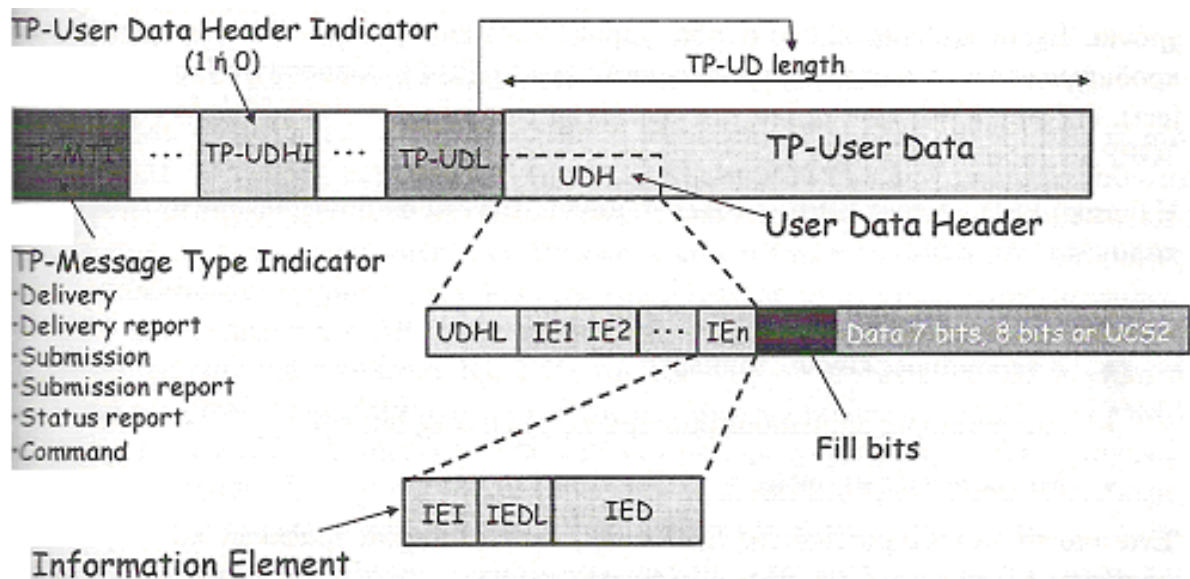 TP-User Data Header Indicator
(1 ή 0)
TP-UD length
TP-MTI ... TP-UDHI ... TP-UDL TP-User Data
UDH
User Data Header
TP-Message Type Indicator
·Delivery
·Delivery report
·Submission
·Submission report
·Status report
·Command
UDHL IE1 IE2 ... IEn Data 7 bits, 8 bits or UCS2
Fill bits
IEI IEDL IED
Information Element